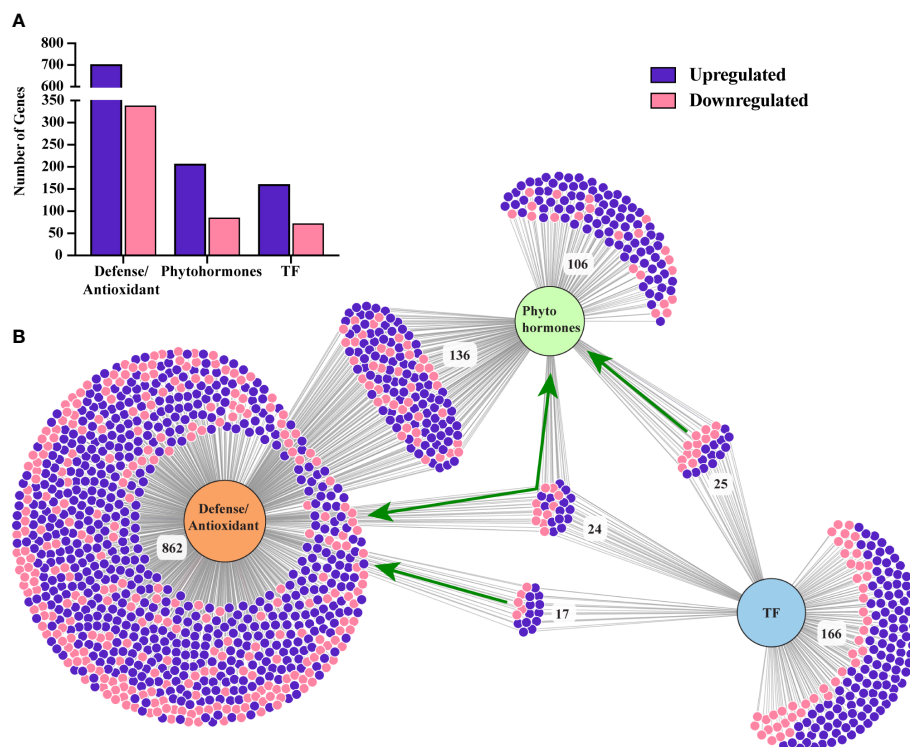 A
800
700
600
350
300
250
200
150
100
50
0
Number of Genes
Defense/
Antioxidant
Phytohormones
TF
Upregulated
Downregulated
B
106
Phyto
hormones
136
Defense/
Antioxidant
862
24
25
17
TF
166